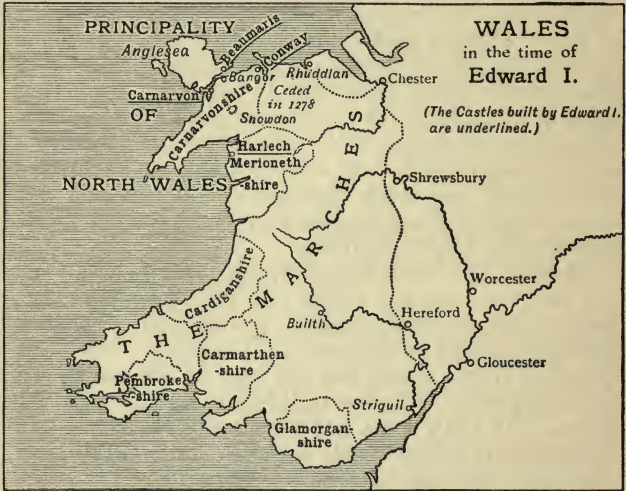 WALES
in the time of
Edward I.
(The Castles built by Edward I.
are underlined.)
PRINCIPALITY
Anglesea
Beaumaris
Conway
Bangor
Rhuddlan
Chester
Carnarvon
OF
Carnarvonshire
Ceded
in 1278
Snowdon
Harlech
Merioneth
-shire
NORTH WALES
Shrewsbury
THE MARCHES
Cardiganshire
Worcester
Builth
Hereford
Carmarthen
-shire
Pembroke
-shire
Gloucester
Striguil
Glamorgan
shire